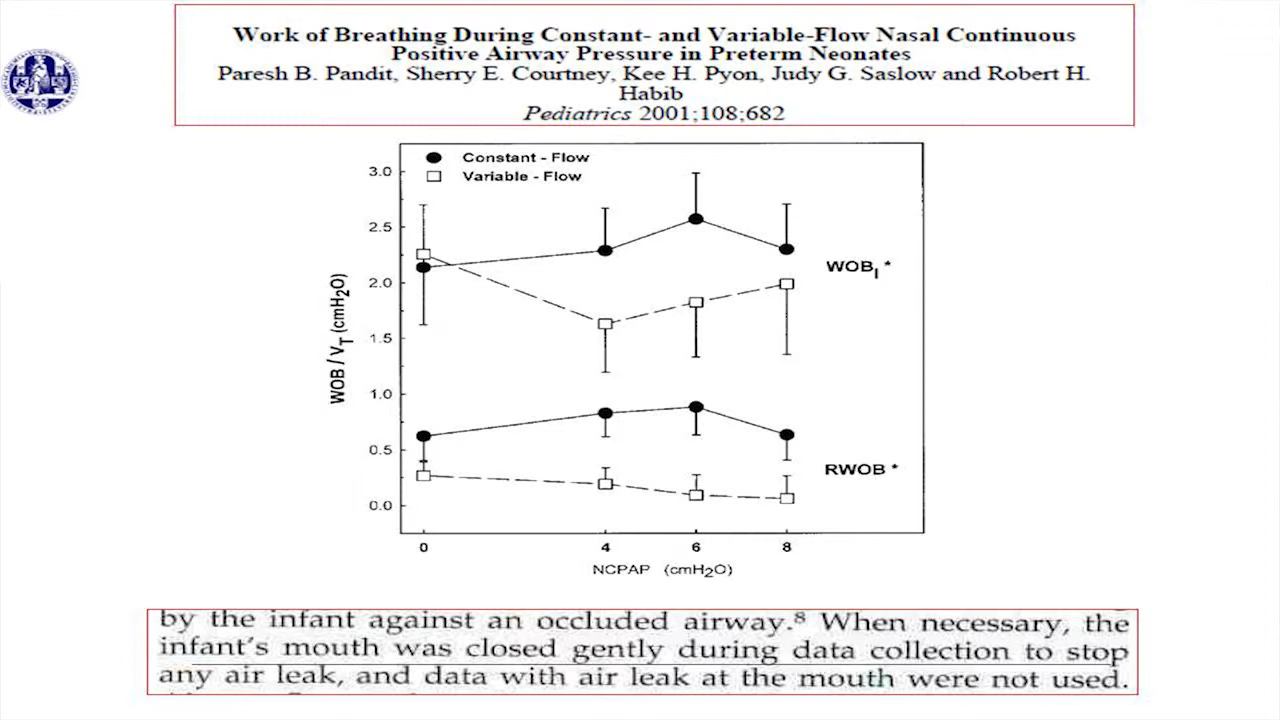 Work of Breathing During Constant- and Variable-Flow Nasal Continuous
Positive Airway Pressure in Preterm Neonates
Paresh B. Pandit, Sherry E. Courtney, Kee H. Pyon, Judy G. Saslow and Robert H.
Habib
Pediatrics 2001;108;682
Constant - Flow
Variable - Flow
3.0
2.5
2.0
1.5
1.0
0.5
0.0
WOB / VT (cmH2O)
WOBI *
RWOB *
0 4 6 8
NCPAP (cmH2O)
by the infant against an occluded airway.⁸ When necessary, the
infant's mouth was closed gently during data collection to stop
any air leak, and data with air leak at the mouth were not used.